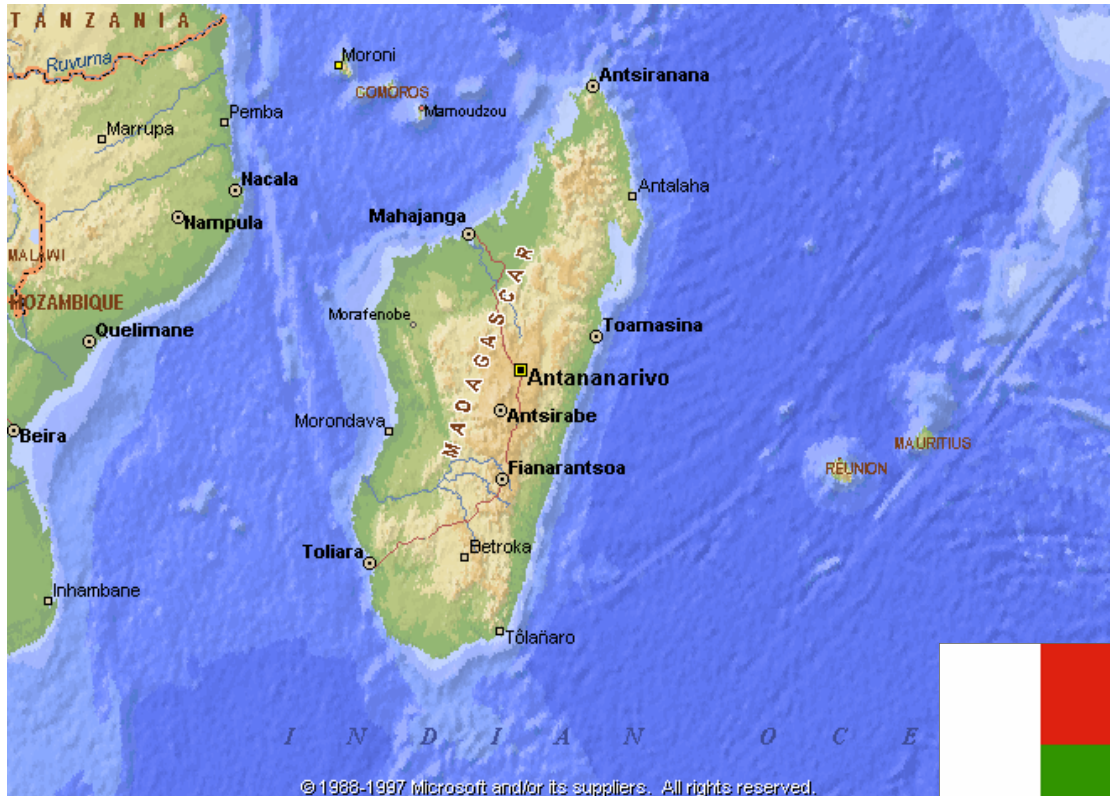 TANZANIA
Ruvuma
Moroni
Antsiranana
COMOROS
Mamoudzou
Pemba
Marrupa
Nacala
Antalaha
Nampula
Mahajanga
MALAWI
MOZAMBIQUE
MADAGASCAR
Morafenobe
Quelimane
Toamasina
Antananarivo
Antsirabe
Morondava
Beira
MAURITIUS
Fianarantsoa
RÉUNION
Toliara
Betroka
Inhambane
Tôlañaro
INDIAN OCE
© 1988-1997 Microsoft and/or its suppliers. All rights reserved.